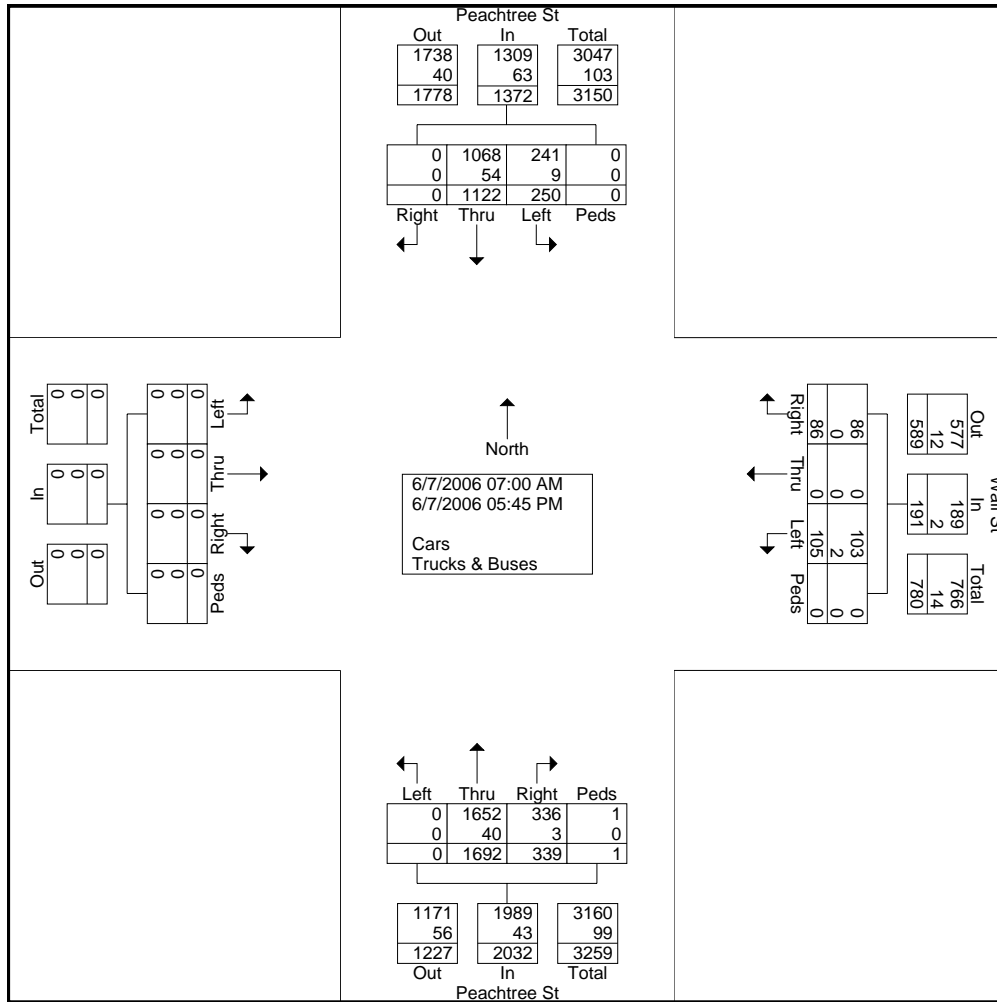 Peachtree St
Out In Total
1738 1309 3047
40 63 103
1778 1372 3150
0 1068 241 0
0 54 9 0
0 1122 250 0
Right Thru Left Peds
Total
0
0
0
In
0
0
0
Out
0
0
0
Left
0
0
0
Thru
0
0
0
Right
0
0
0
Peds
0
0
0
North
6/7/2006 07:00 AM
6/7/2006 05:45 PM
Cars
Trucks & Buses
Right
86
0
86
Thru
0
0
0
Left
103
2
105
Peds
0
0
0
Wall St
Out
577
12
589
In
189
2
191
Total
766
14
780
Left Thru Right Peds
0 1652 336 1
0 40 3 0
0 1692 339 1
1171 1989 3160
56 43 99
1227 2032 3259
Out In Total
Peachtree St